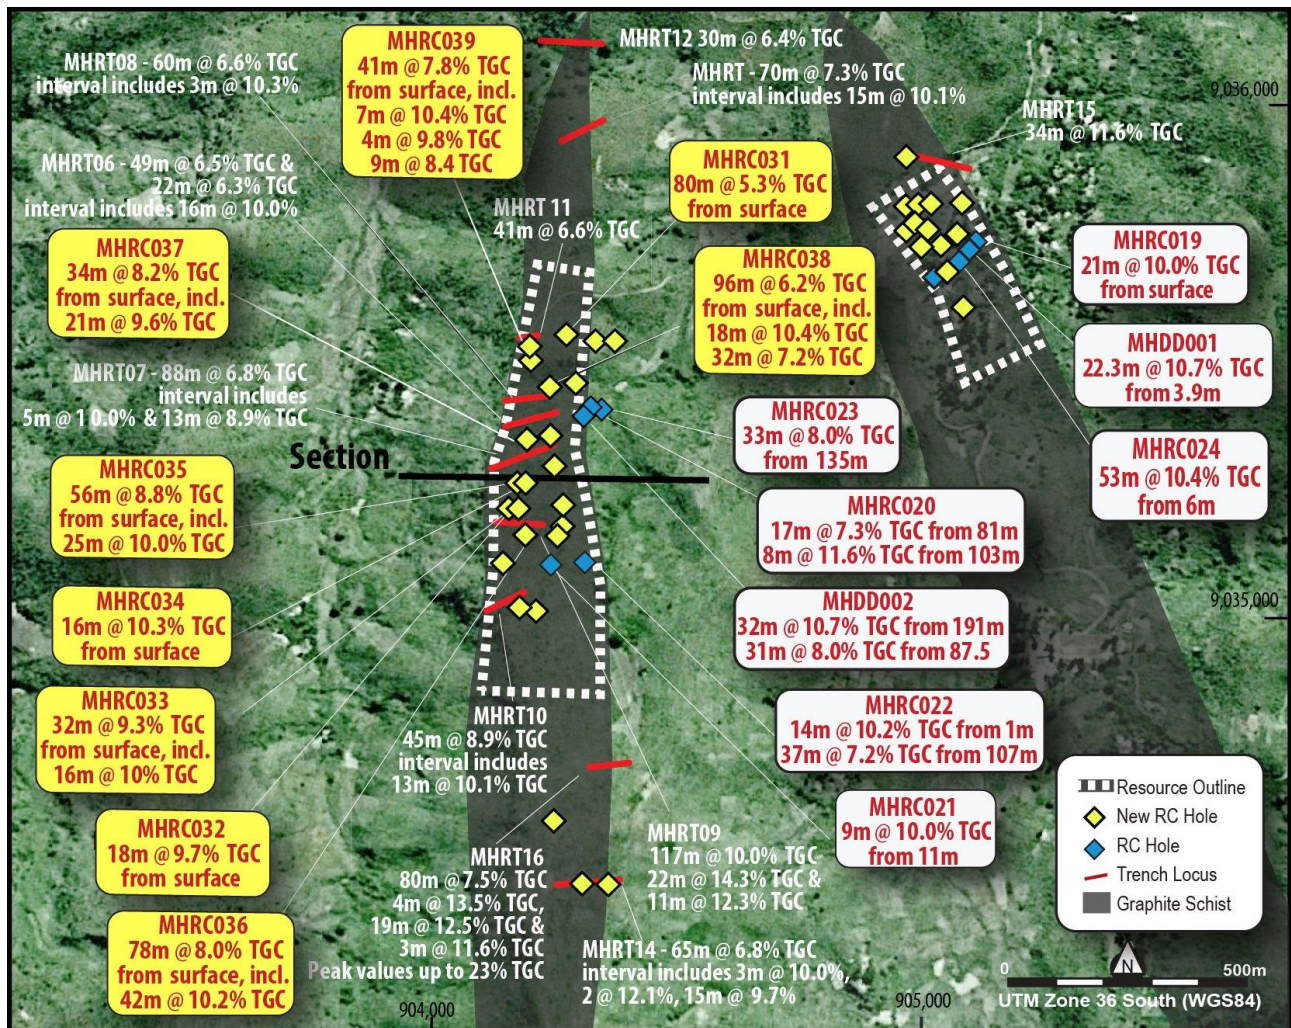 MHRT08 - 60m @ 6.6% TGC
interval includes 3m @ 10.3%
MHRC039
41m @ 7.8% TGC
from surface, incl.
7m @ 10.4% TGC
4m @ 9.8% TGC
9m @ 8.4 TGC
MHRT12 30m @ 6.4% TGC
MHRT - 70m @ 7.3% TGC
interval includes 15m @ 10.1%
9,036,000
MHRT15
34m @ 11.6% TGC
MHRT06 - 49m @ 6.5% TGC &
22m @ 6.3% TGC
interval includes 16m @ 10.0%
MHRC031
80m @ 5.3% TGC
from surface
MHRT 11
41m @ 6.6% TGC
MHRC037
34m @ 8.2% TGC
from surface, incl.
21m @ 9.6% TGC
MHRC038
96m @ 6.2% TGC
from surface, incl.
18m @ 10.4% TGC
32m @ 7.2% TGC
MHRC019
21m @ 10.0% TGC
from surface
MHDD001
22.3m @ 10.7% TGC
from 3.9m
MHRT07 - 88m @ 6.8% TGC
interval includes
5m @ 1 0.0% & 13m @ 8.9% TGC
MHRC023
33m @ 8.0% TGC
from 135m
MHRC024
53m @ 10.4% TGC
from 6m
Section
MHRC035
56m @ 8.8% TGC
from surface, incl.
25m @ 10.0% TGC
MHRC020
17m @ 7.3% TGC from 81m
8m @ 11.6% TGC from 103m
MHRC034
16m @ 10.3% TGC
from surface
MHDD002
32m @ 10.7% TGC from 191m
31m @ 8.0% TGC from 87.5
9,035,000
MHRC033
32m @ 9.3% TGC
from surface, incl.
16m @ 10% TGC
MHRT10
45m @ 8.9% TGC
interval includes
13m @ 10.1% TGC
MHRC022
14m @ 10.2% TGC from 1m
37m @ 7.2% TGC from 107m
MHRC021
9m @ 10.0% TGC
from 11m
MHRC032
18m @ 9.7% TGC
from surface
MHRT16
80m @ 7.5% TGC
4m @ 13.5% TGC,
19m @ 12.5% TGC &
3m @ 11.6% TGC
Peak values up to 23% TGC
MHRT09
117m @ 10.0% TGC
22m @ 14.3% TGC &
11m @ 12.3% TGC
MHRC036
78m @ 8.0% TGC
from surface, incl.
42m @ 10.2% TGC
MHRT14 - 65m @ 6.8% TGC
interval includes 3m @ 10.0%,
2 @ 12.1%, 15m @ 9.7%
904,000
905,000
Resource Outline
New RC Hole
RC Hole
Trench Locus
Graphite Schist
0
N
500m
UTM Zone 36 South (WGS84)